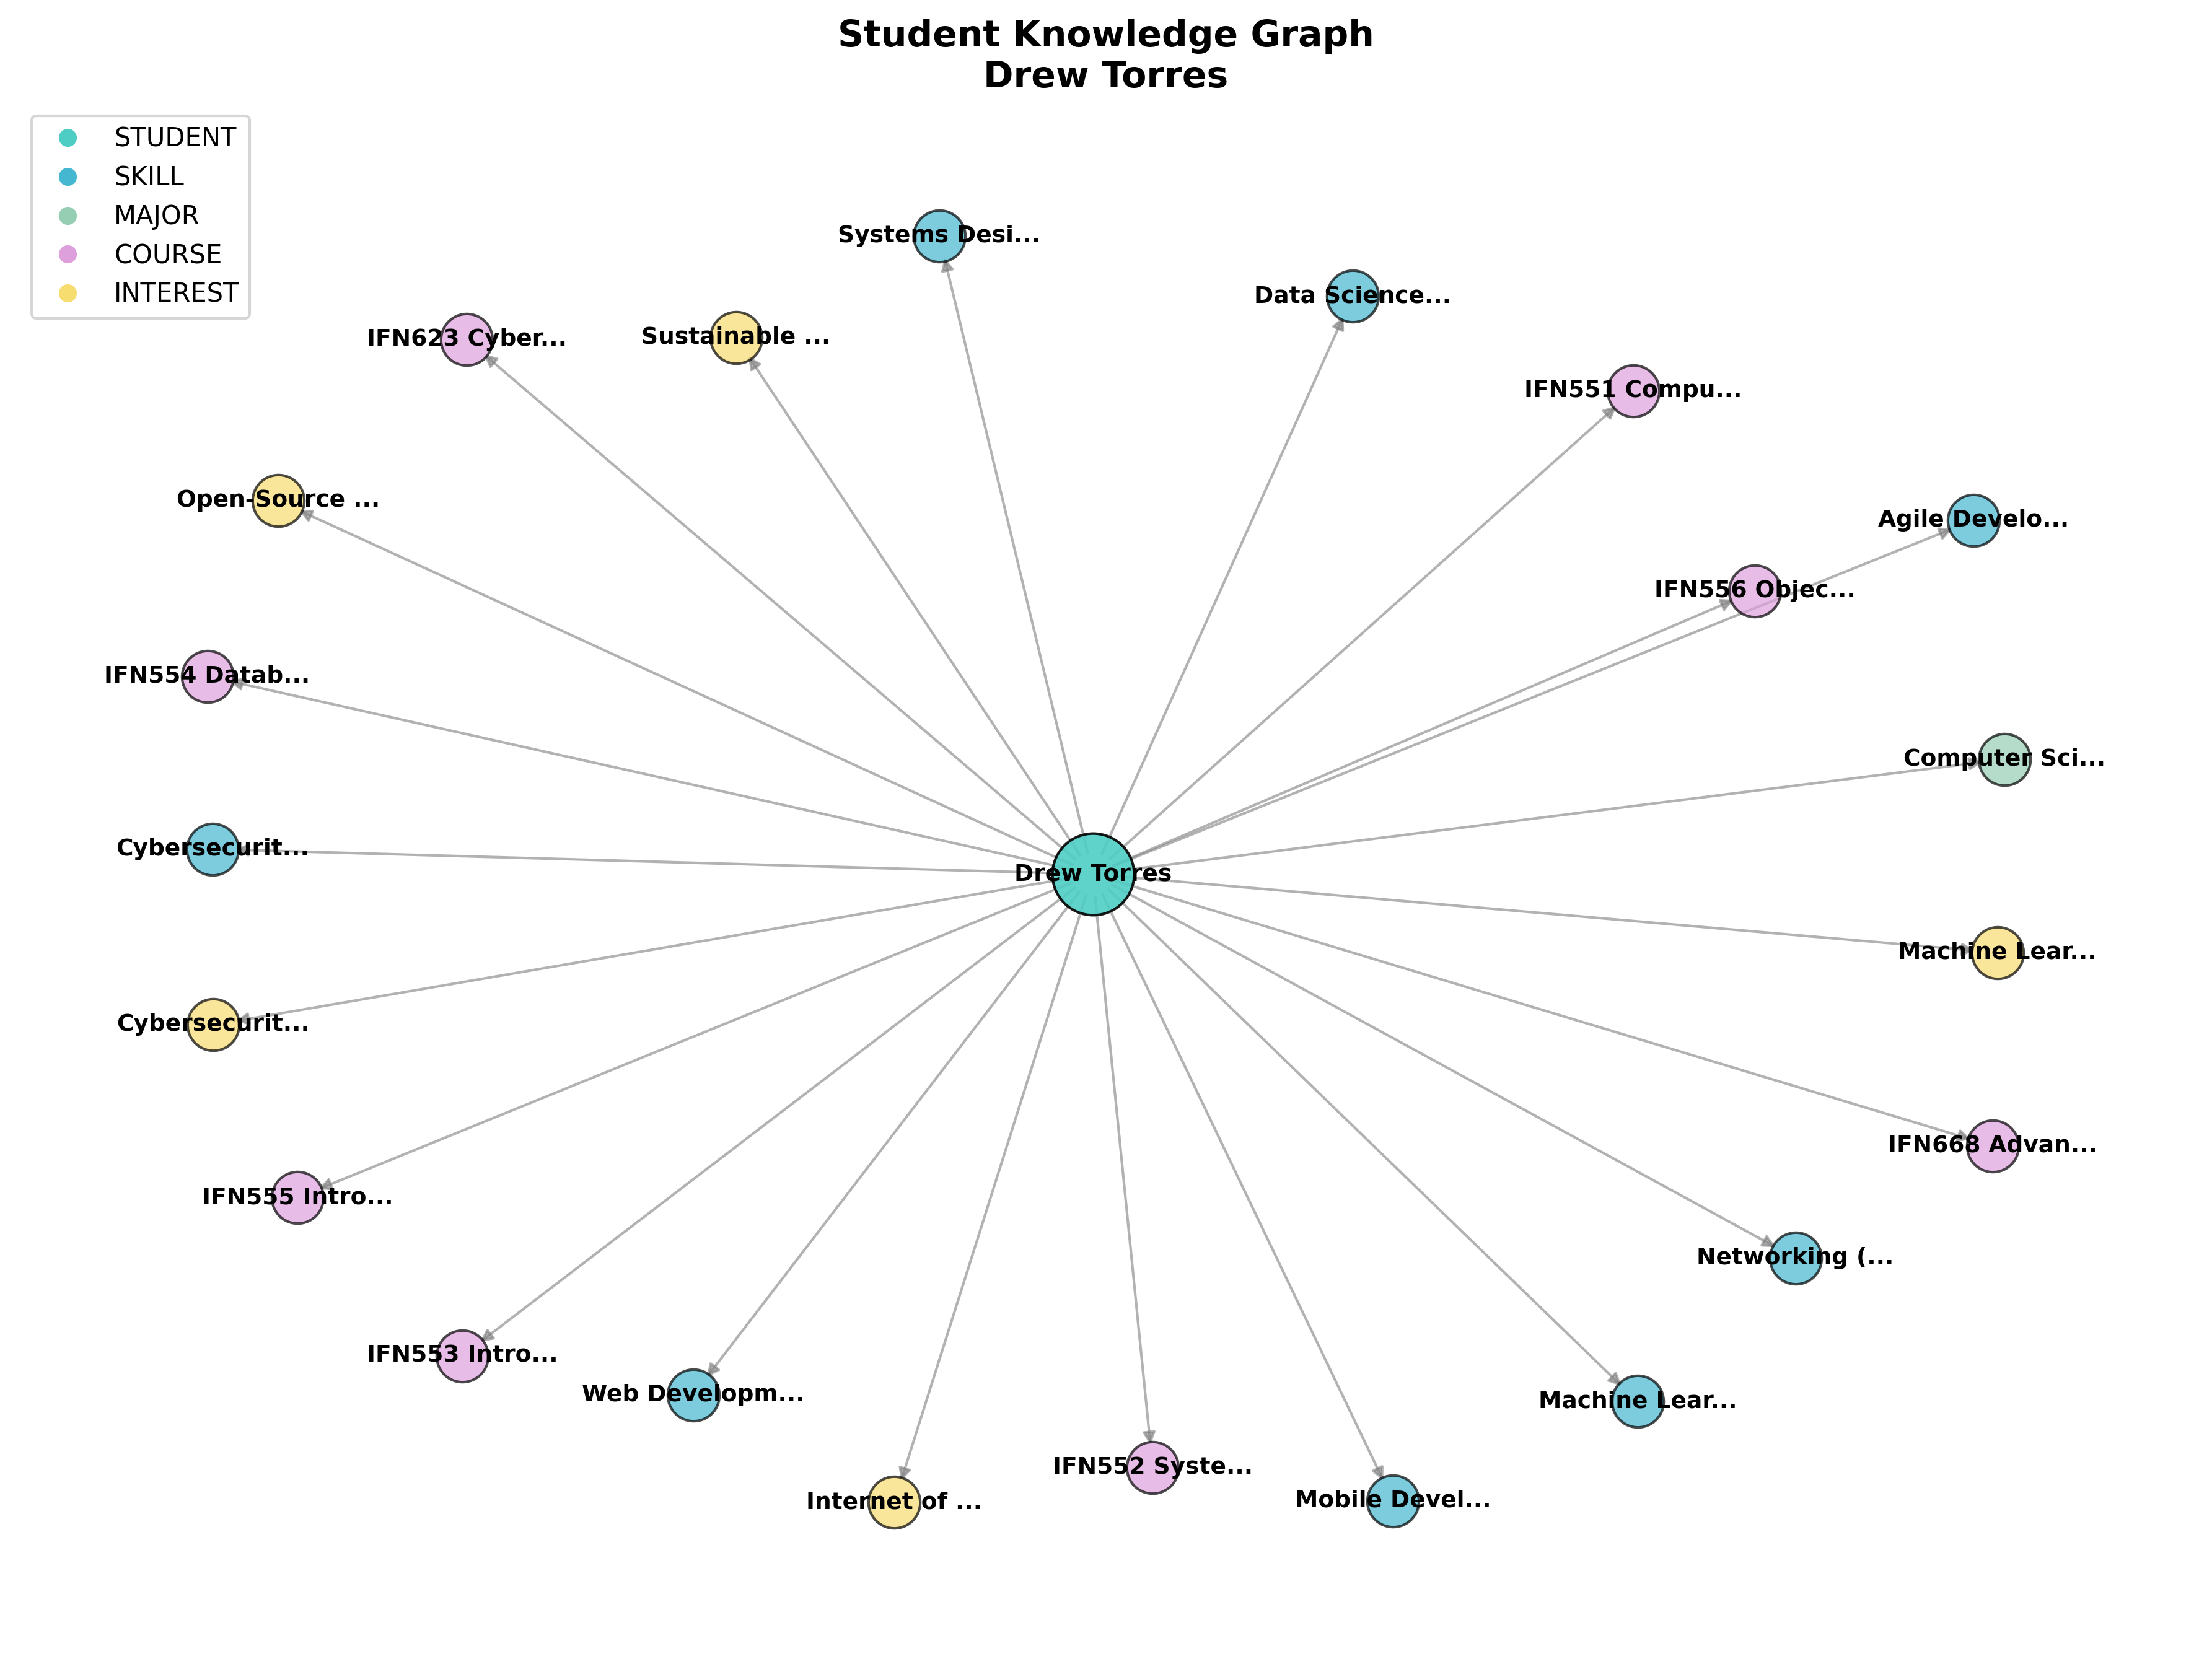 Student Knowledge Graph
Drew Torres
STUDENT
SKILL
MAJOR
COURSE
INTEREST
Systems Desi...
Data Science...
IFN623 Cyber...
Sustainable ...
IFN551 Compu...
Open-Source ...
Agile Develo...
IFN556 Objec...
IFN554 Datab...
Computer Sci...
Cybersecurit...
Drew Torres
Machine Lear...
Cybersecurit...
IFN668 Advan...
IFN555 Intro...
Networking (...
IFN553 Intro...
Web Developm...
Machine Lear...
IFN552 Syste...
Internet of ...
Mobile Devel...